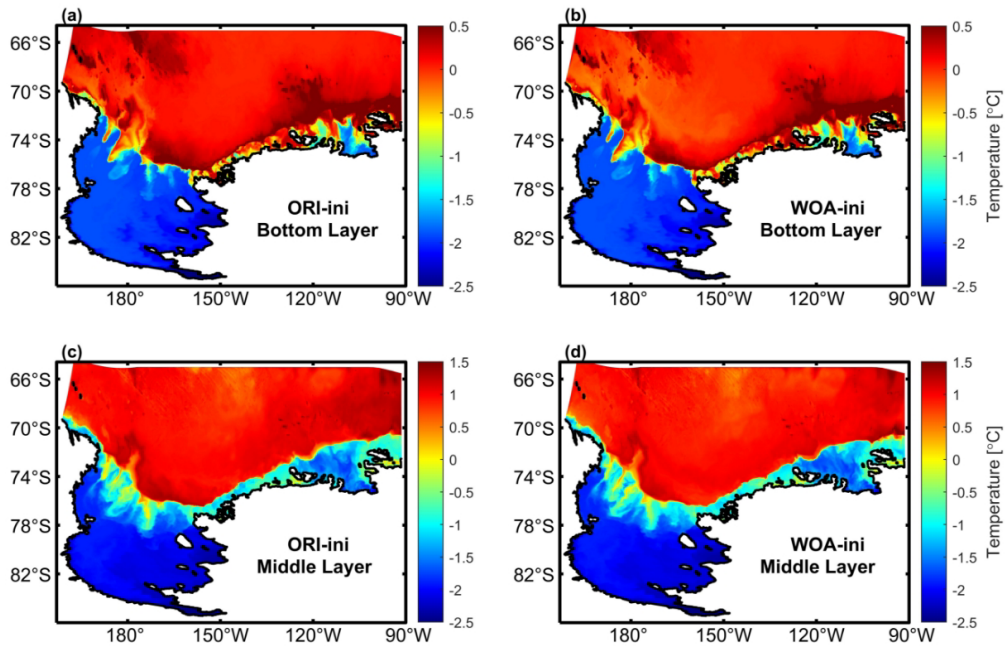 (a)
66°S
70°S
74°S
78°S
82°S
180°
150°W
120°W
90°W
ORI-ini
Bottom Layer
0.5
0
-0.5
-1
-1.5
-2
-2.5
(b)
66°S
70°S
74°S
78°S
82°S
180°
150°W
120°W
90°W
WOA-ini
Bottom Layer
0.5
0
-0.5
-1
-1.5
-2
-2.5
Temperature [°C]
(c)
66°S
70°S
74°S
78°S
82°S
180°
150°W
120°W
90°W
ORI-ini
Middle Layer
1.5
1
0.5
0
-0.5
-1
-1.5
-2
-2.5
(d)
66°S
70°S
74°S
78°S
82°S
180°
150°W
120°W
90°W
WOA-ini
Middle Layer
1.5
1
0.5
0
-0.5
-1
-1.5
-2
-2.5
Temperature [°C]